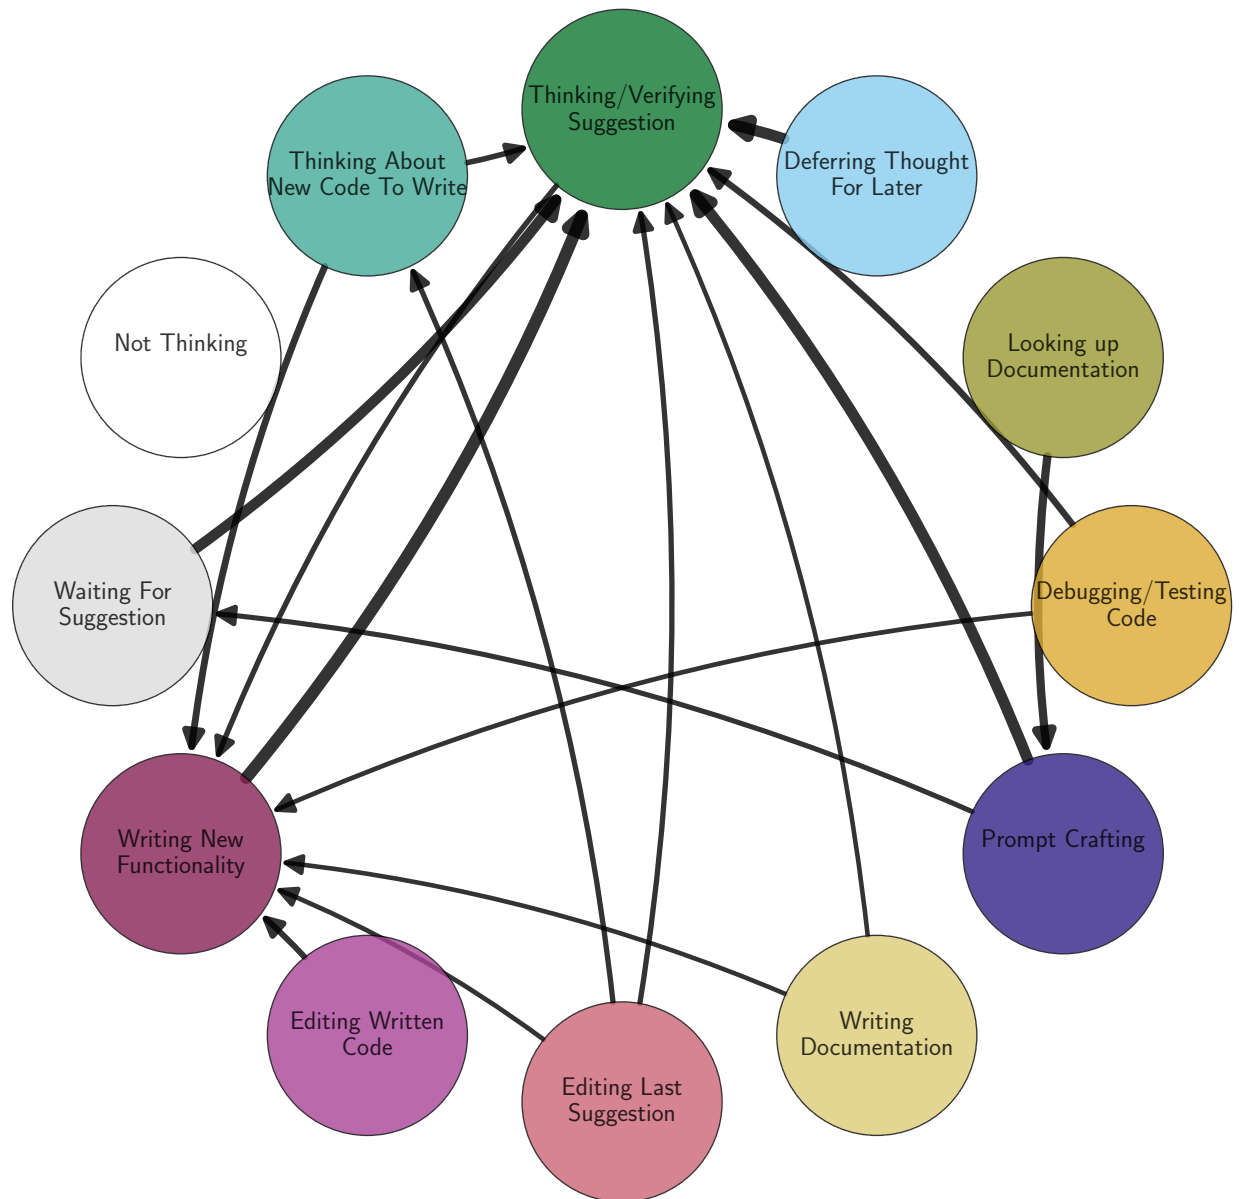 Thinking/Verifying
Suggestion
Thinking About
New Code To Write
Deferring Thought
For Later
Not Thinking
Looking up
Documentation
Waiting For
Suggestion
Debugging/Testing
Code
Writing New
Functionality
Prompt Crafting
Editing Written
Code
Writing
Documentation
Editing Last
Suggestion